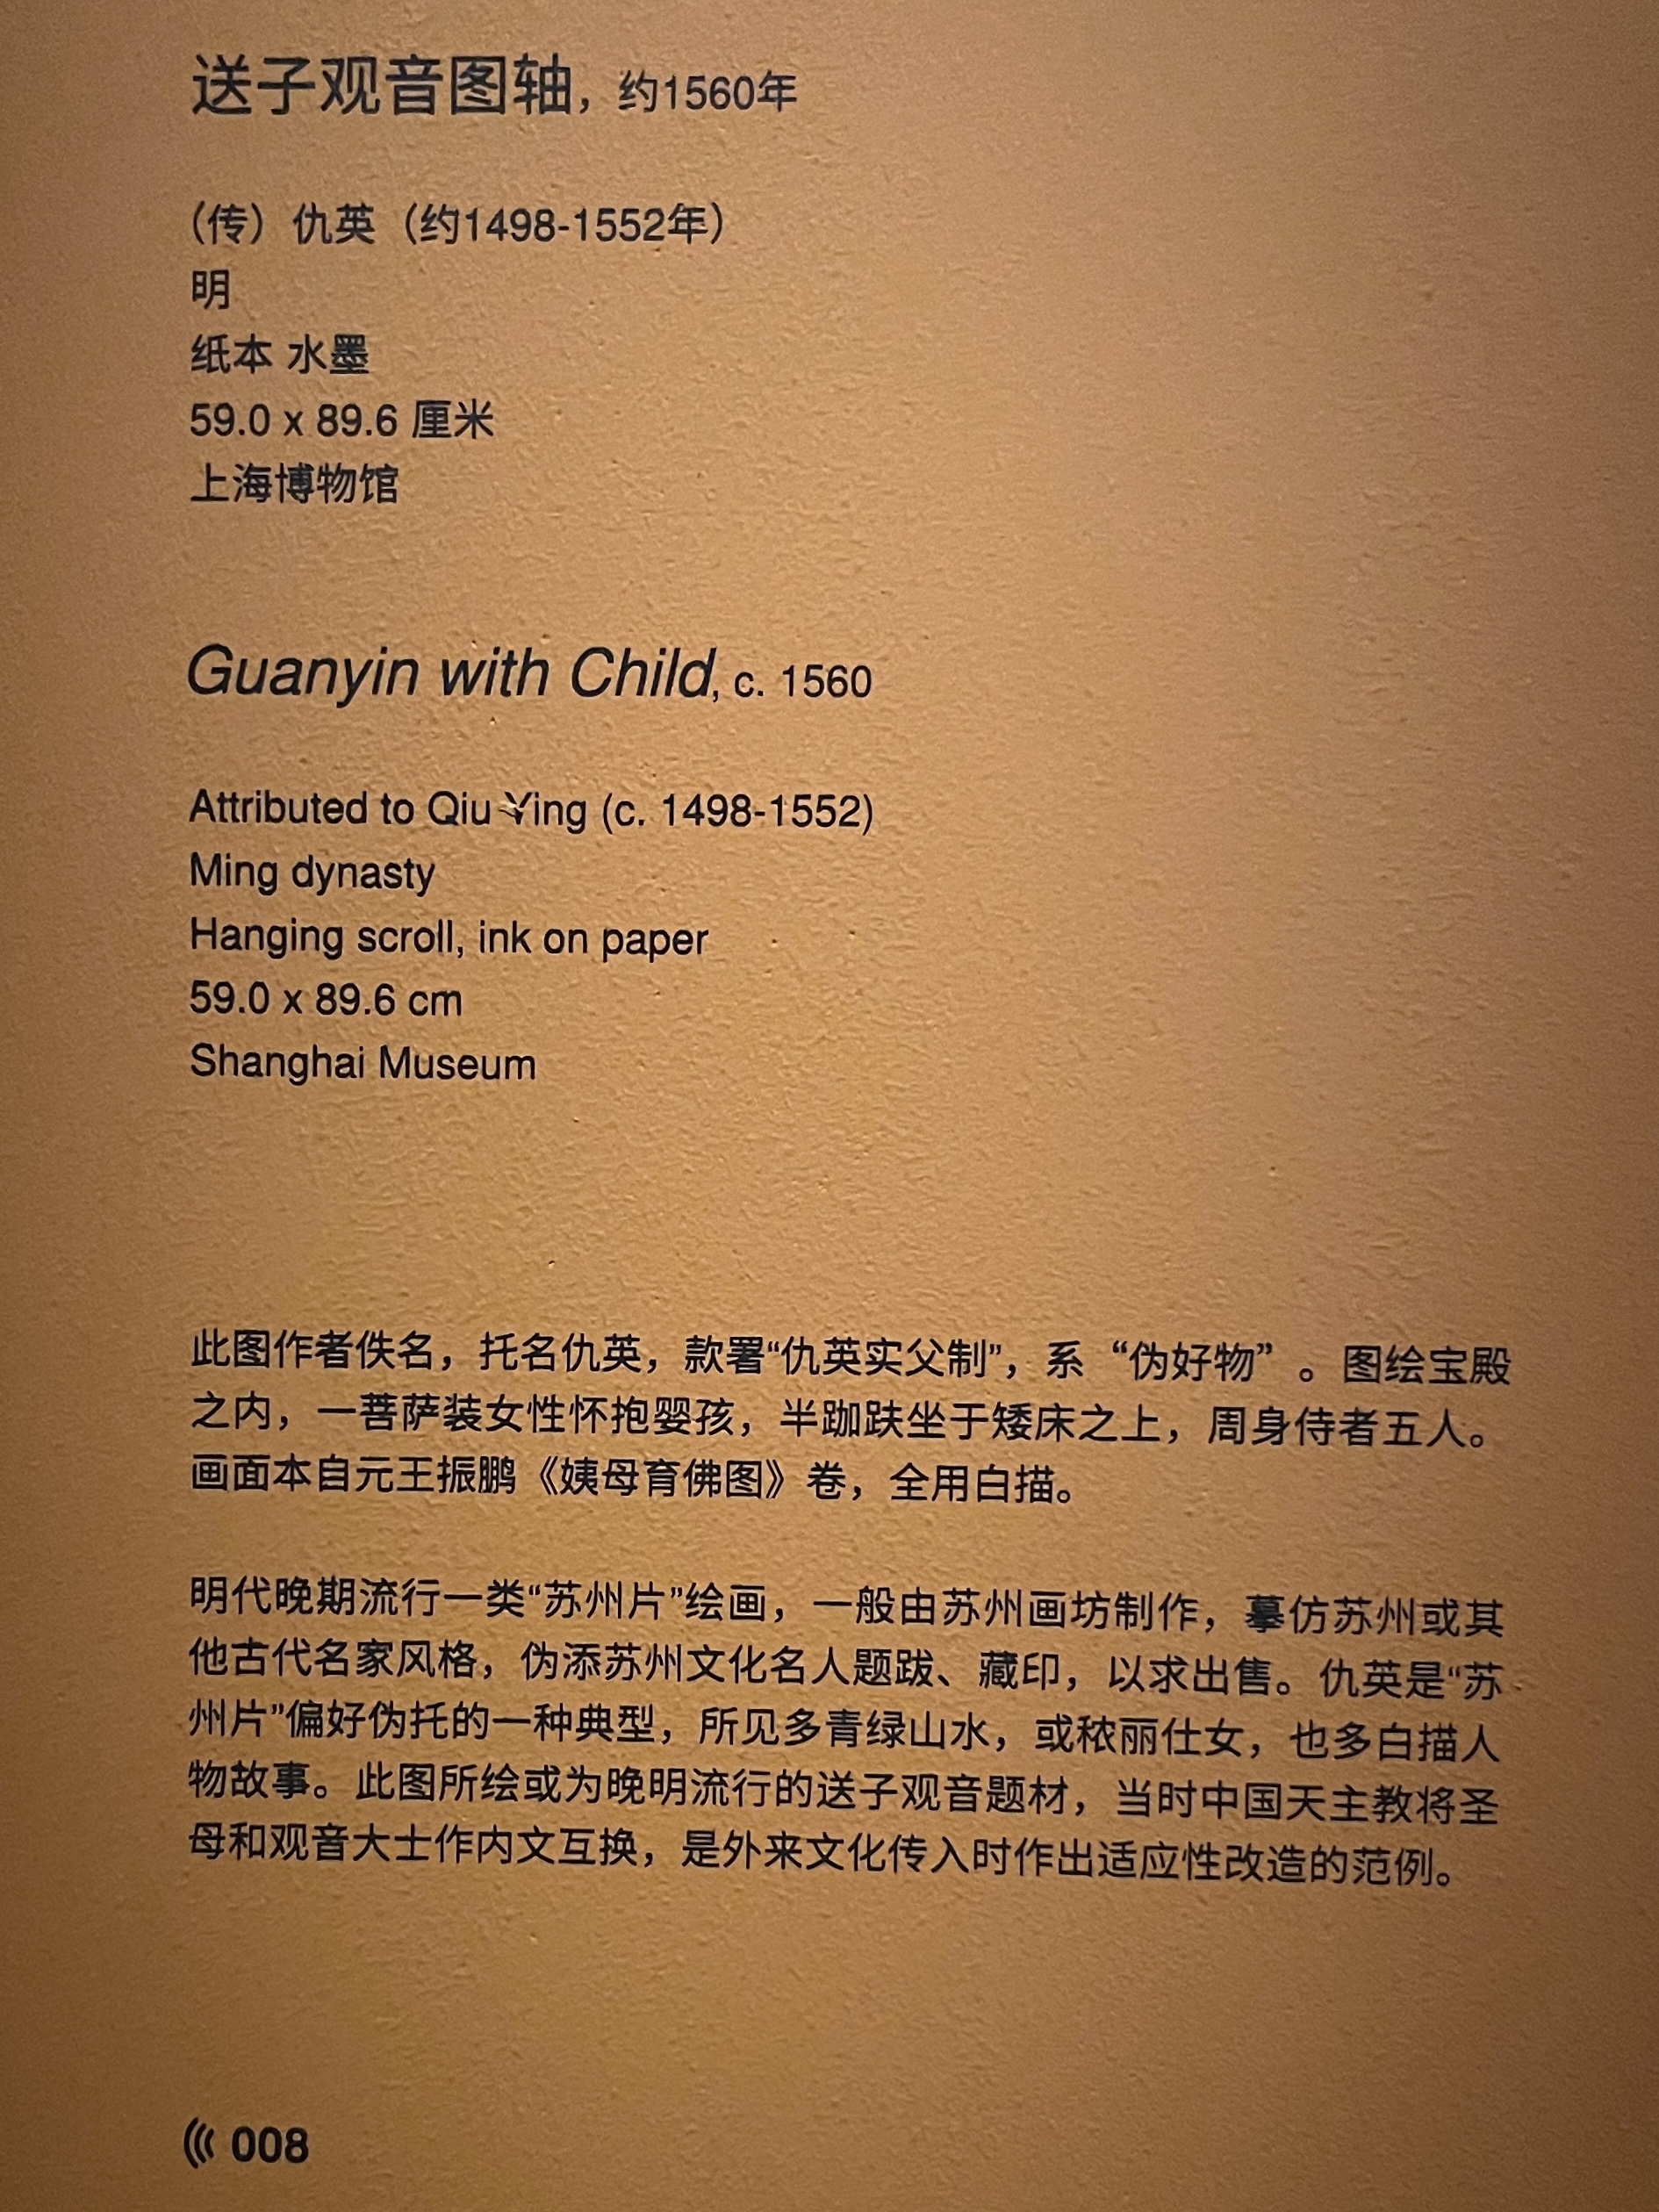 送子观音图轴，约1560年
（传）仇英（约1498-1552年）
明
纸本 水墨
59.0 x 89.6 厘米
上海博物馆
Guanyin with Child, c. 1560
Attributed to Qiu Ying (c. 1498-1552)
Ming dynasty
Hanging scroll, ink on paper
59.0 x 89.6 cm
Shanghai Museum
此图作者佚名，托名仇英，款署“仇英实父制”，系“伪好物”。图绘宝殿
之内，一菩萨装女性怀抱婴孩，半跏趺坐于矮床之上，周身侍者五人。
画面本自元王振鹏《姨母育佛图》卷，全用白描。
明代晚期流行一类“苏州片”绘画，一般由苏州画坊制作，摹仿苏州或其
他古代名家风格，伪添苏州文化名人题跋、藏印，以求出售。仇英是“苏
州片”偏好伪托的一种典型，所见多青绿山水，或秾丽仕女，也多白描人
物故事。此图所绘或为晚明流行的送子观音题材，当时中国天主教将圣
母和观音大士作内文互换，是外来文化传入时作出适应性改造的范例。
008